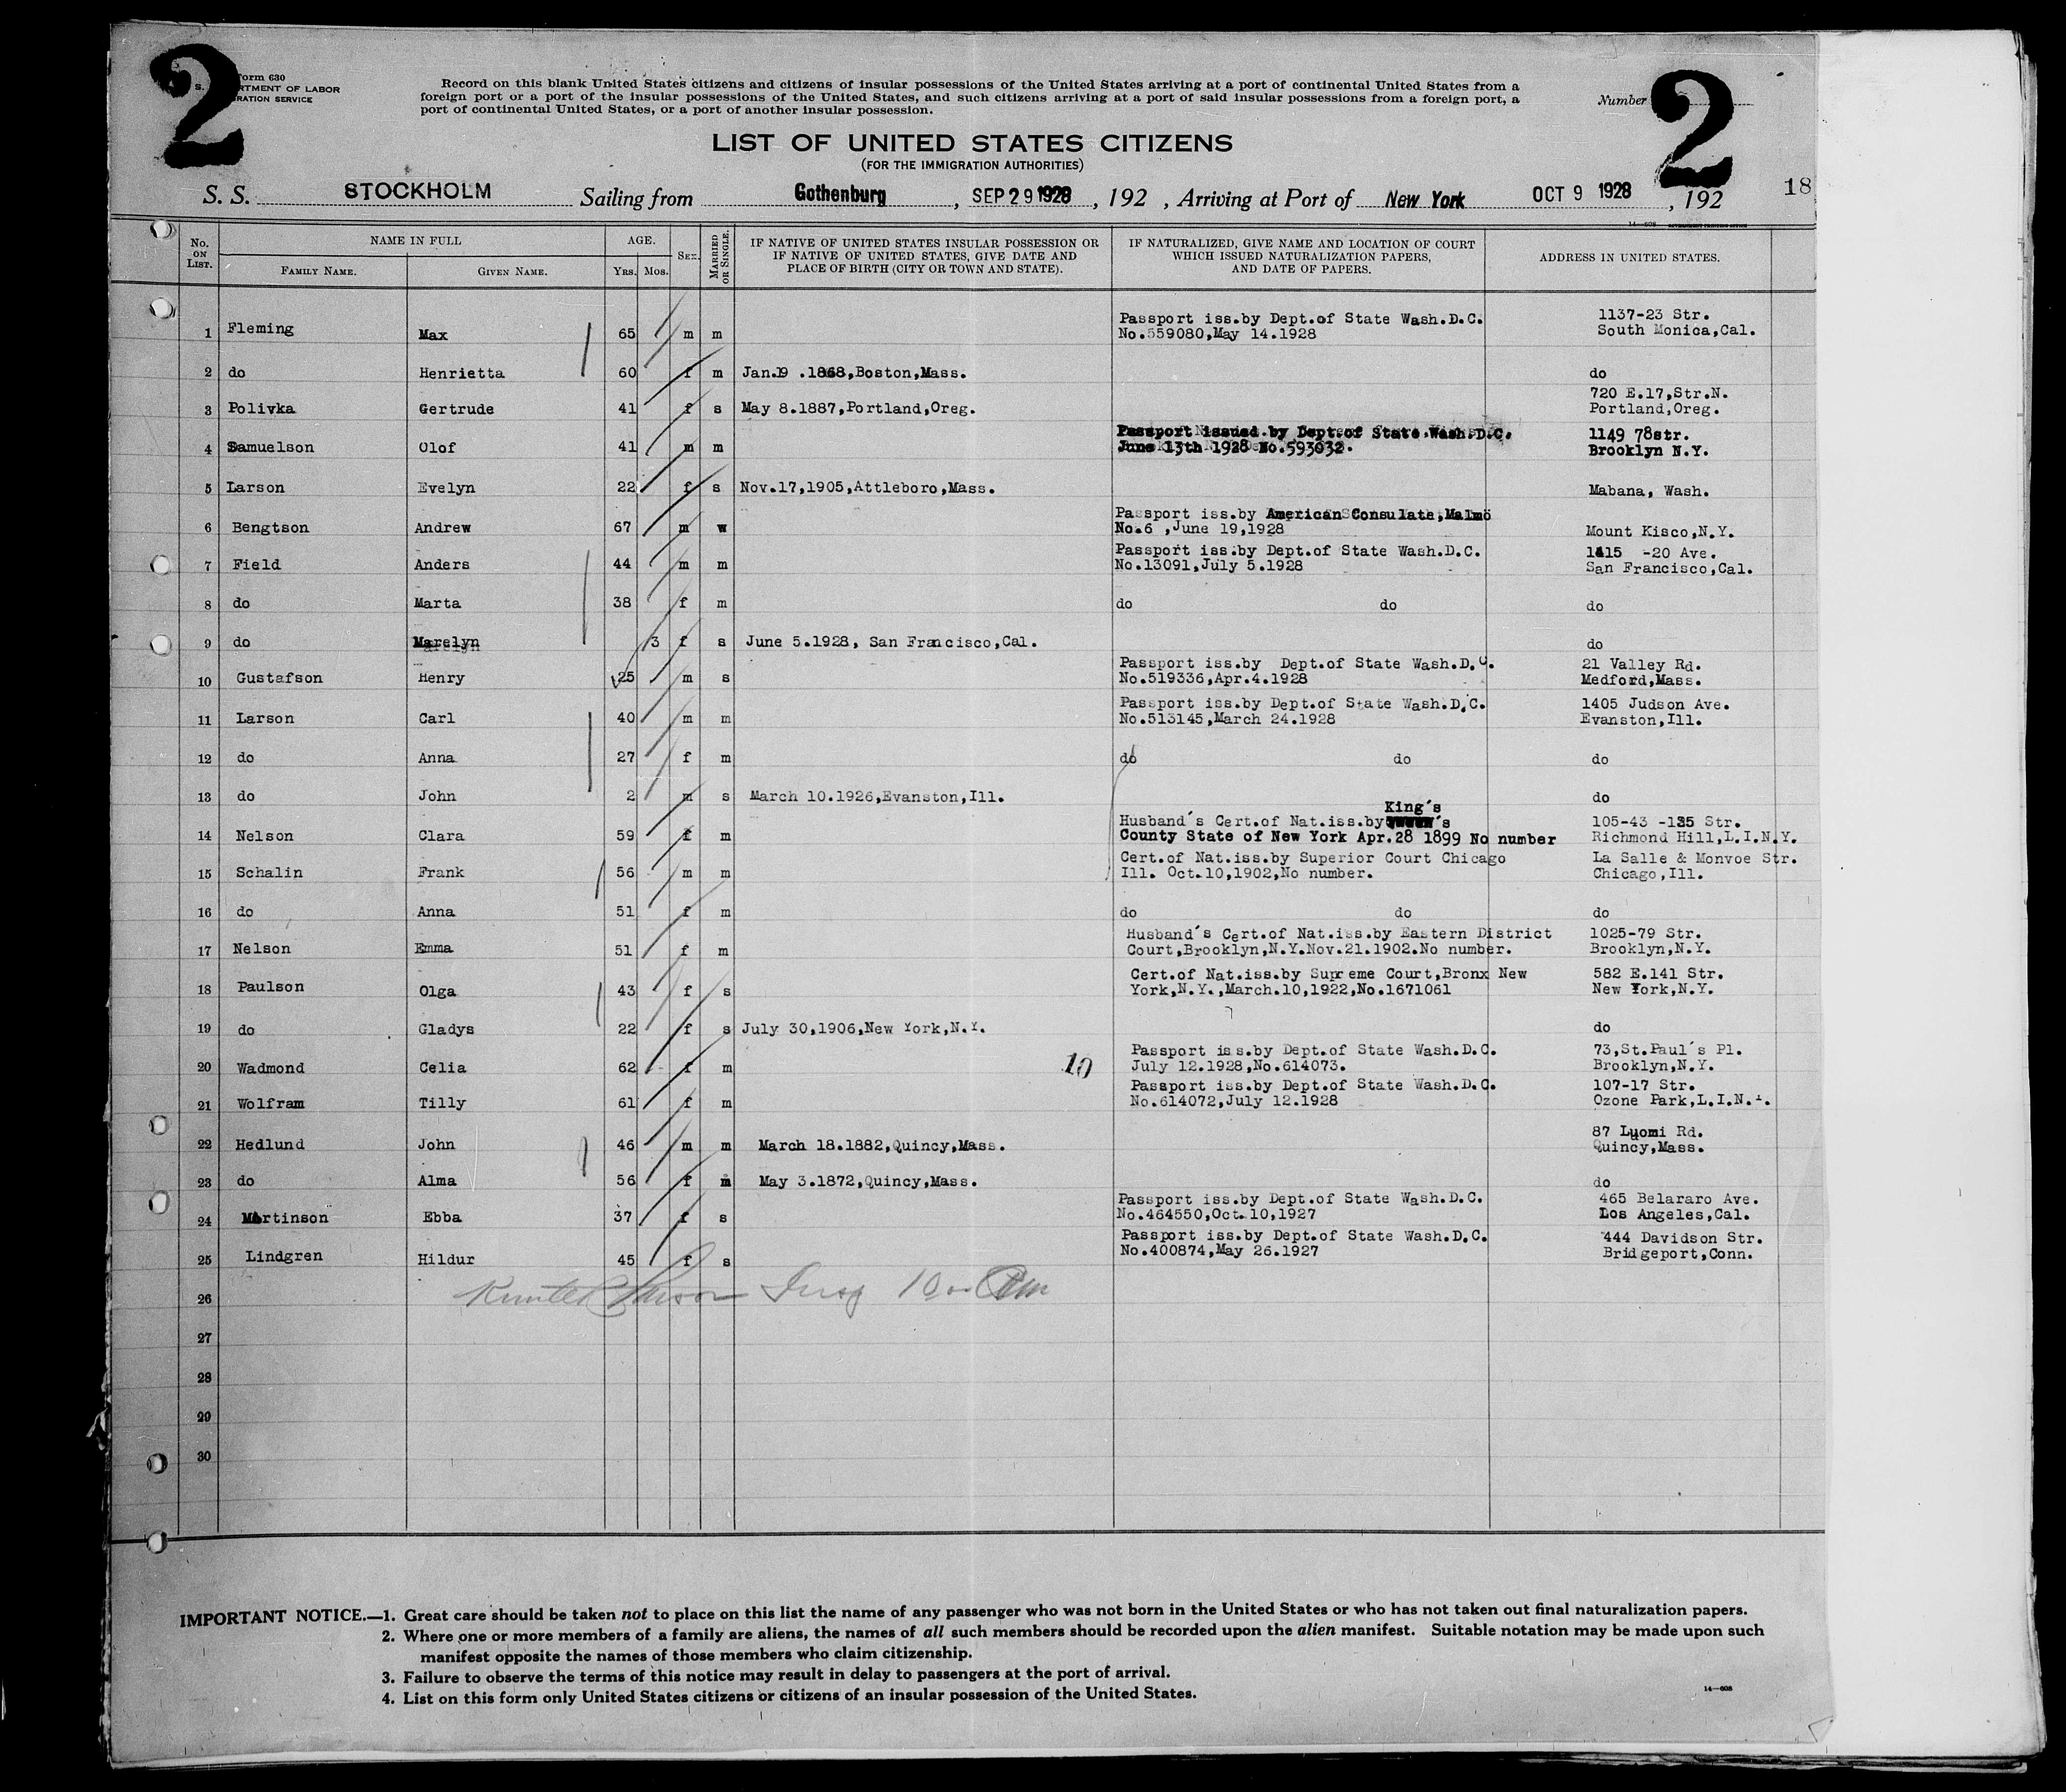 2
Form 630
S. RTMENT OF LABOR
RATION SERVICE
Record on this blank United States citizens and citizens of insular possessions of the United States arriving at a port of continental United States from a
foreign port or a port of the insular possessions of the United States, and such citizens arriving at a port of said insular possessions from a foreign port, a
port of continental United States, or a port of another insular possession.
Number 2
LIST OF UNITED STATES CITIZENS
(FOR THE IMMIGRATION AUTHORITIES)
S. S. STOCKHOLM Sailing from Gothenburg, SEP 29 1928, 192 , Arriving at Port of New York OCT 9 1928, 192 18
14—608
No. ON LIST. NAME IN FULL AGE. SEX. MARRIED OR SINGLE. IF NATIVE OF UNITED STATES INSULAR POSSESSION OR IF NATIVE OF UNITED STATES, GIVE DATE AND PLACE OF BIRTH (CITY OR TOWN AND STATE). IF NATURALIZED, GIVE NAME AND LOCATION OF COURT WHICH ISSUED NATURALIZATION PAPERS, AND DATE OF PAPERS. ADDRESS IN UNITED STATES.
FAMILY NAME. GIVEN NAME. YRS. MOS.
Passport iss.by Dept.of State Wash.D.C. 1137-23 Str.
1 Fleming Max 65 m m No.559080,May 14.1928 South Monica,Cal.
2 do Henrietta 60 f m Jan.19 .1868,Boston,Mass. do
720 E.17,Str.N.
3 Polivka Gertrude 41 f s May 8.1887,Portland,Oreg. Portland,Oreg.
Passport issued.by Dept.of State.Wash.D.C. 1149 78str.
4 Samuelson Olof 41 m m June 13th 1928 No.593032. Brooklyn N.Y.
5 Larson Evelyn 22 f s Nov.17,1905,Attleboro,Mass. Mabana, Wash.
Passport iss.by American Consulate,Malmö
6 Bengtson Andrew 67 m w No.6 ,June 19,1928 Mount Kisco,N.Y.
Passport iss.by Dept.of State Wash.D.C. 1415 -20 Ave.
7 Field Anders 44 m m No.13091,July 5.1928 San Francisco,Cal.
8 do Marta 38 f m do do do
9 do Marelyn 3 f s June 5.1928, San Francisco,Cal. do
Passport iss.by Dept.of State Wash.D.C. 21 Valley Rd.
10 Gustafson Henry 25 m s No.519336,Apr.4.1928 Medford,Mass.
Passport iss.by Dept.of State Wash.D.C. 1405 Judson Ave.
11 Larson Carl 40 m m No.513145,March 24.1928 Evanston,Ill.
12 do Anna 27 f m do do do
13 do John 2 m s March 10.1926,Evanston,Ill. do
King's
Husband's Cert.of Nat.iss.by 's 105-43 -135 Str.
14 Nelson Clara 59 f m County State of New York Apr.28 1899 No number Richmond Hill,L.I.N.Y.
Cert.of Nat.iss.by Superior Court Chicago La Salle & Monvoe Str.
15 Schalin Frank 56 m m Ill. Oct.10,1902,No number. Chicago,Ill.
16 do Anna 51 f m do do do
Husband's Cert.of Nat.iss.by Eastern District 1025-79 Str.
17 Nelson Emma 51 f m Court,Brooklyn,N.Y.Nov.21.1902.No number. Brooklyn,N.Y.
Cert.of Nat.iss.by Supreme Court,Bronx New 582 E.141 Str.
18 Paulson Olga 43 f s York,N.Y.,March.10,1922,No.1671061 New York,N.Y.
19 do Gladys 22 f s July 30,1906,New York,N.Y. do
Passport iss.by Dept.of State Wash.D.C. 73,St.Paul's Pl.
20 Wadmond Celia 62 f m 10 July 12.1928,No.614073. Brooklyn,N.Y.
Passport iss.by Dept.of State Wash.D.C. 107-17 Str.
21 Wolfram Tilly 61 f m No.614072,July 12.1928 Ozone Park,L.I.N.Y.
87 Luomi Rd.
22 Hedlund John 46 m m March 18.1882,Quincy,Mass. Quincy,Mass.
23 do Alma 56 f m May 3.1872,Quincy,Mass. do
Passport iss.by Dept.of State Wash.D.C. 465 Belararo Ave.
24 Martinson Ebba 37 f s No.464550,Oct.10,1927 Los Angeles,Cal.
Passport iss.by Dept.of State Wash.D.C. 444 Davidson Str.
25 Lindgren Hildur 45 f s No.400874,May 26.1927 Bridgeport,Conn.
26 Insp 10
27
28
29
30
IMPORTANT NOTICE.—1. Great care should be taken not to place on this list the name of any passenger who was not born in the United States or who has not taken out final naturalization papers.
2. Where one or more members of a family are aliens, the names of all such members should be recorded upon the alien manifest. Suitable notation may be made upon such
manifest opposite the names of those members who claim citizenship.
3. Failure to observe the terms of this notice may result in delay to passengers at the port of arrival.
4. List on this form only United States citizens or citizens of an insular possession of the United States.
14—608